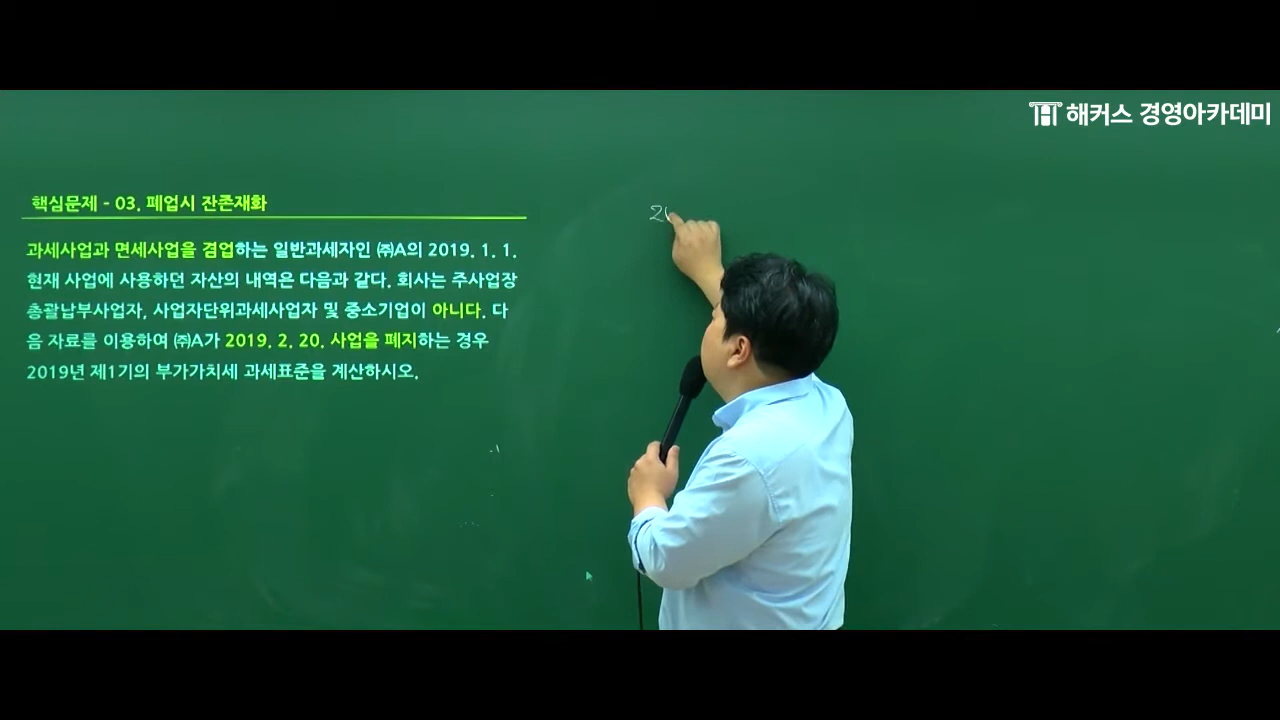 해커스 경영아카데미
핵심문제 - 03. 폐업시 잔존재화
과세사업과 면세사업을 겸업하는 일반과세자인 ㈜A의 2019. 1. 1.
현재 사업에 사용하던 자산의 내역은 다음과 같다. 회사는 주사업장
총괄납부사업자, 사업자단위과세사업자 및 중소기업이 아니다. 다
음 자료를 이용하여 ㈜A가 2019. 2. 20. 사업을 폐지하는 경우
2019년 제1기의 부가가치세 과세표준을 계산하시오.